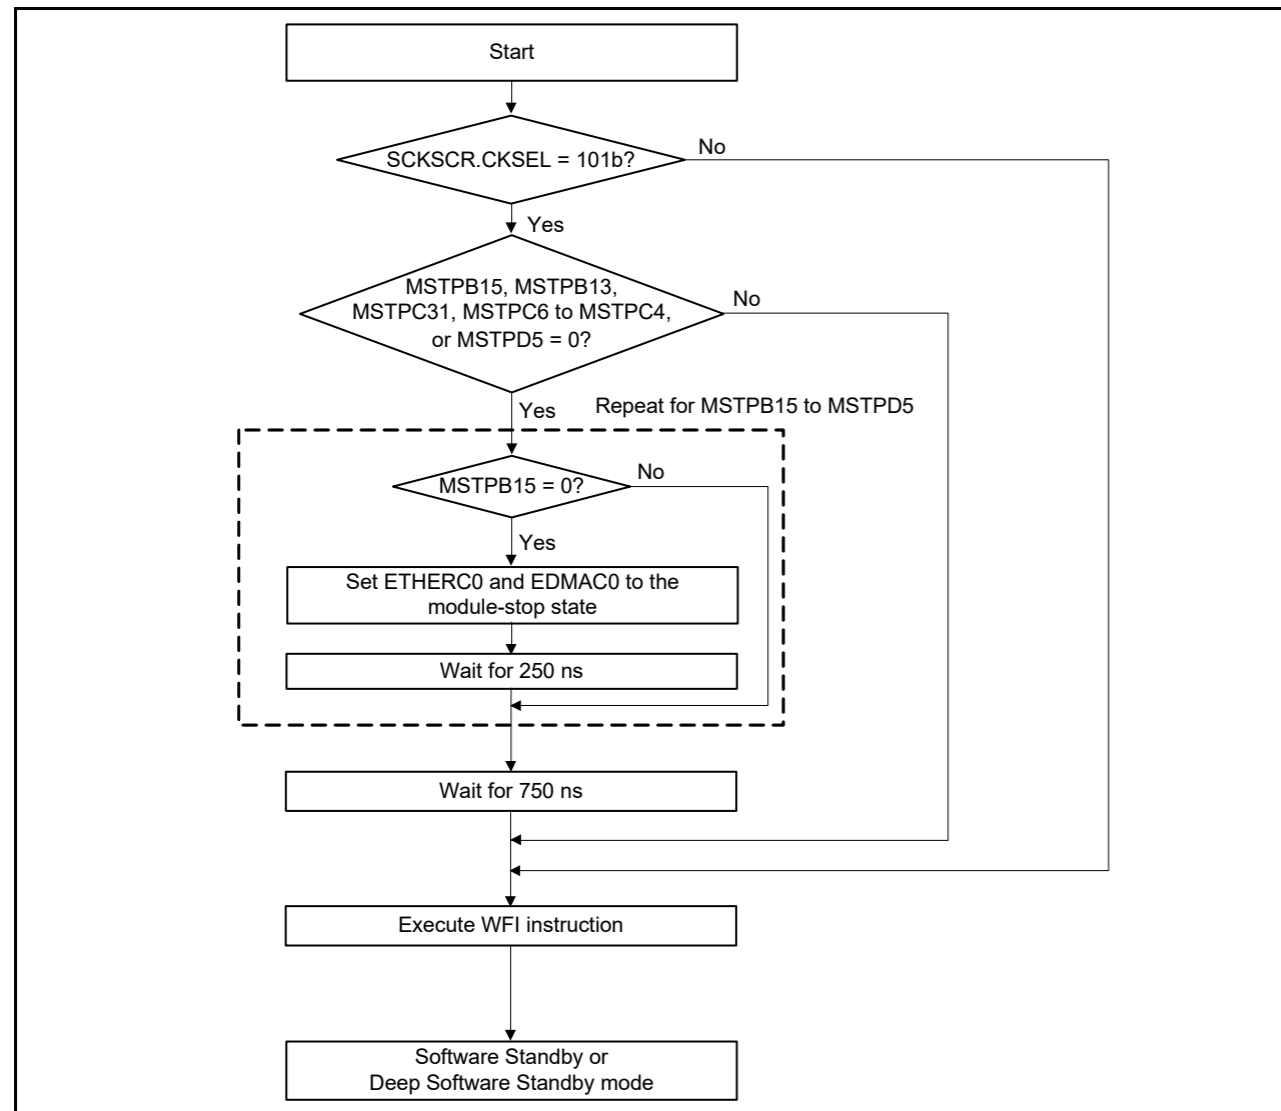 Start
SCKSCR.CKSEL = 101b?
No
Yes
MSTPB15, MSTPB13,
MSTPC31, MSTPC6 to MSTPC4,
or MSTPD5 = 0?
No
Yes
Repeat for MSTPB15 to MSTPD5
MSTPB15 = 0?
No
Yes
Set ETHERC0 and EDMAC0 to the
module-stop state
Wait for 250 ns
Wait for 750 ns
Execute WFI instruction
Software Standby or
Deep Software Standby mode